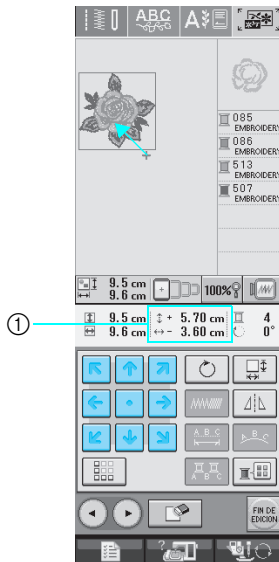 ABC A
085
EMBROIDERY
086
EMBROIDERY
513
EMBROIDERY
507
EMBROIDERY
9.5 cm
9.6 cm 100%
9.5 cm + 5.70 cm 4
① 9.6 cm - 3.60 cm 0°
A B C A B C
A B C
FIN DE
EDICION
?